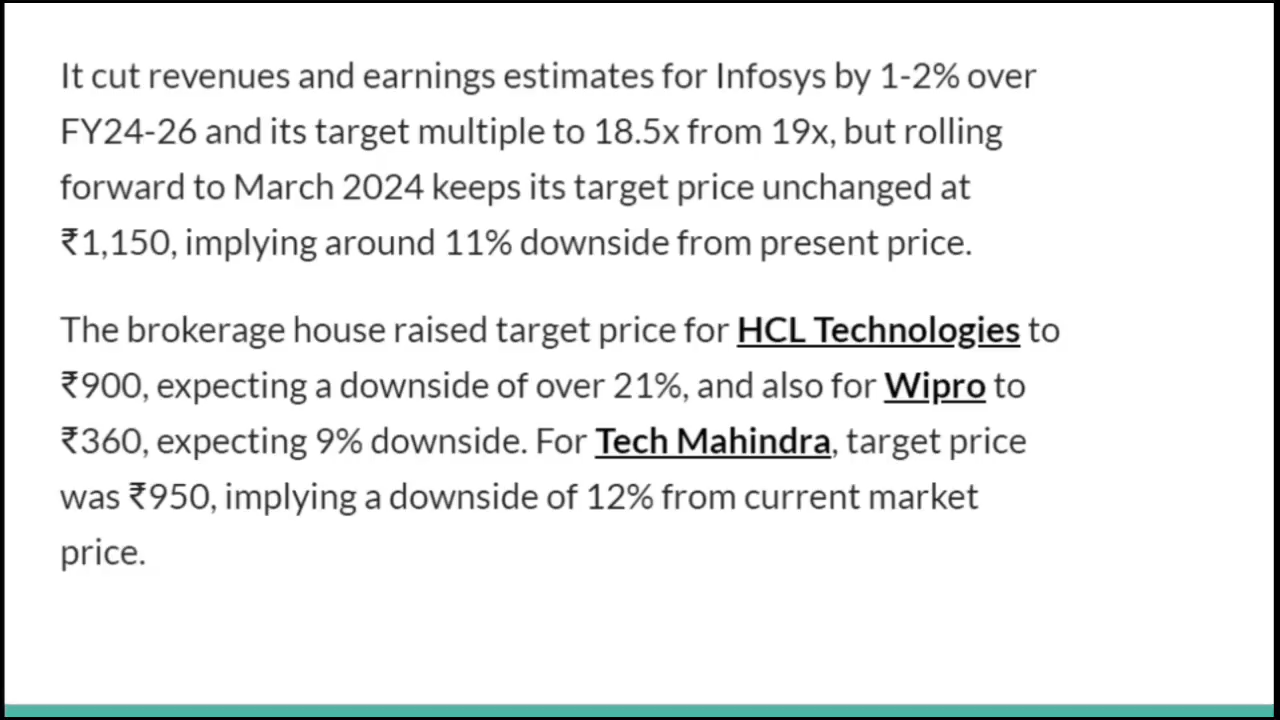 It cut revenues and earnings estimates for Infosys by 1-2% over
FY24-26 and its target multiple to 18.5x from 19x, but rolling
forward to March 2024 keeps its target price unchanged at
₹1,150, implying around 11% downside from present price.
The brokerage house raised target price for HCL Technologies to
₹900, expecting a downside of over 21%, and also for Wipro to
₹360, expecting 9% downside. For Tech Mahindra, target price
was ₹950, implying a downside of 12% from current market
price.